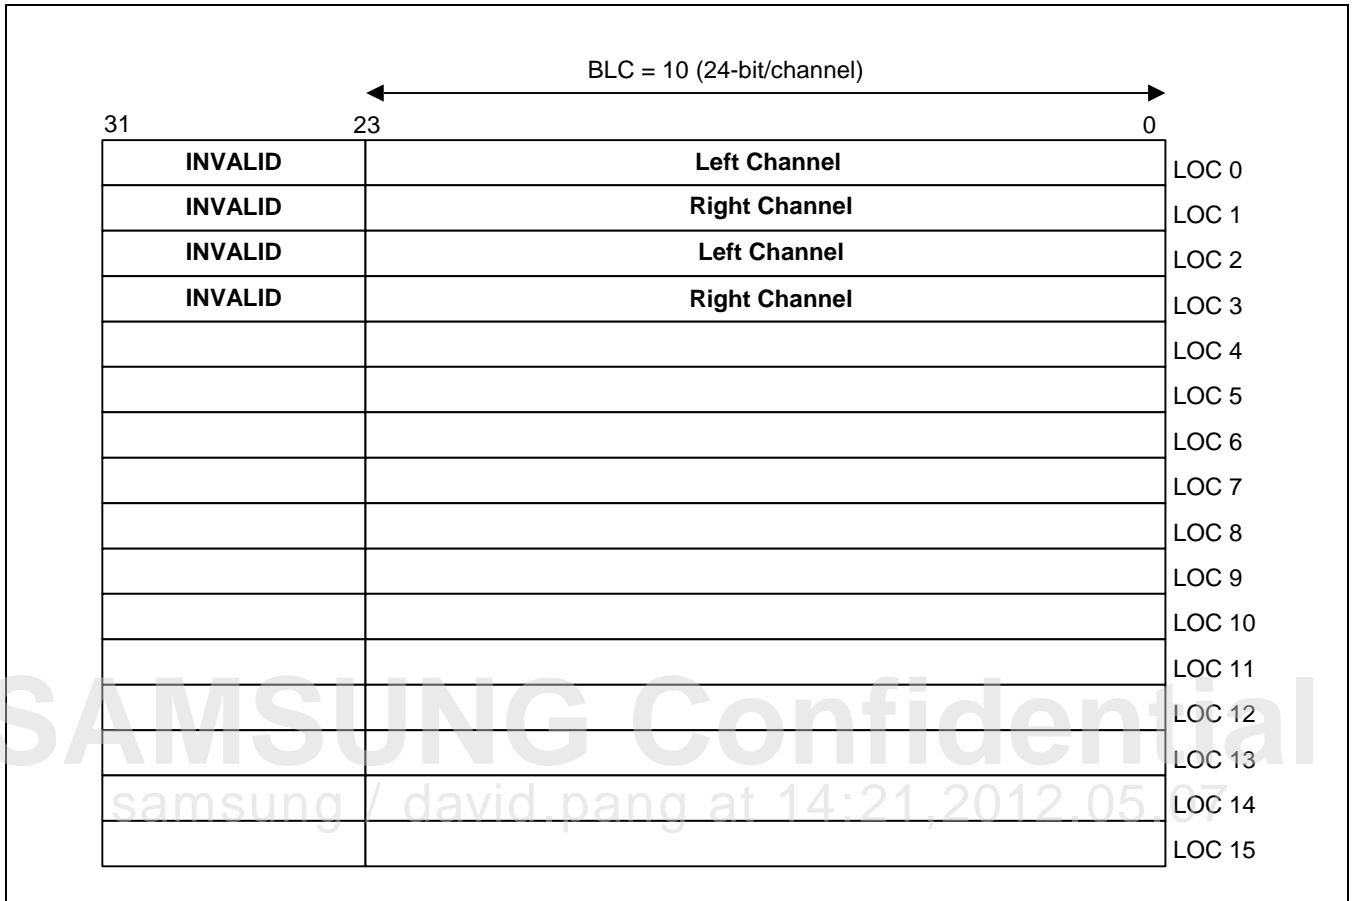 BLC = 10 (24-bit/channel)
31 23 0
INVALID Left Channel LOC 0
INVALID Right Channel LOC 1
INVALID Left Channel LOC 2
INVALID Right Channel LOC 3
LOC 4
LOC 5
LOC 6
LOC 7
LOC 8
LOC 9
LOC 10
LOC 11
SAMSUNG Confidential
LOC 12
LOC 13
samsung / david.pang at 14:21,2012.05.07
LOC 14
LOC 15